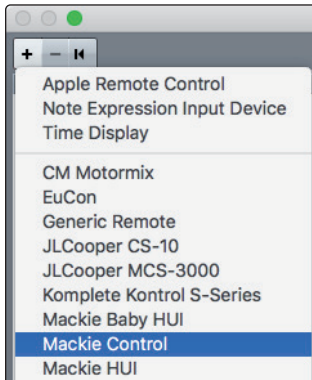 Apple Remote Control
Note Expression Input Device
Time Display
CM Motormix
EuCon
Generic Remote
JLCooper CS-10
JLCooper MCS-3000
Komplete Kontrol S-Series
Mackie Baby HUI
Mackie Control
Mackie HUI